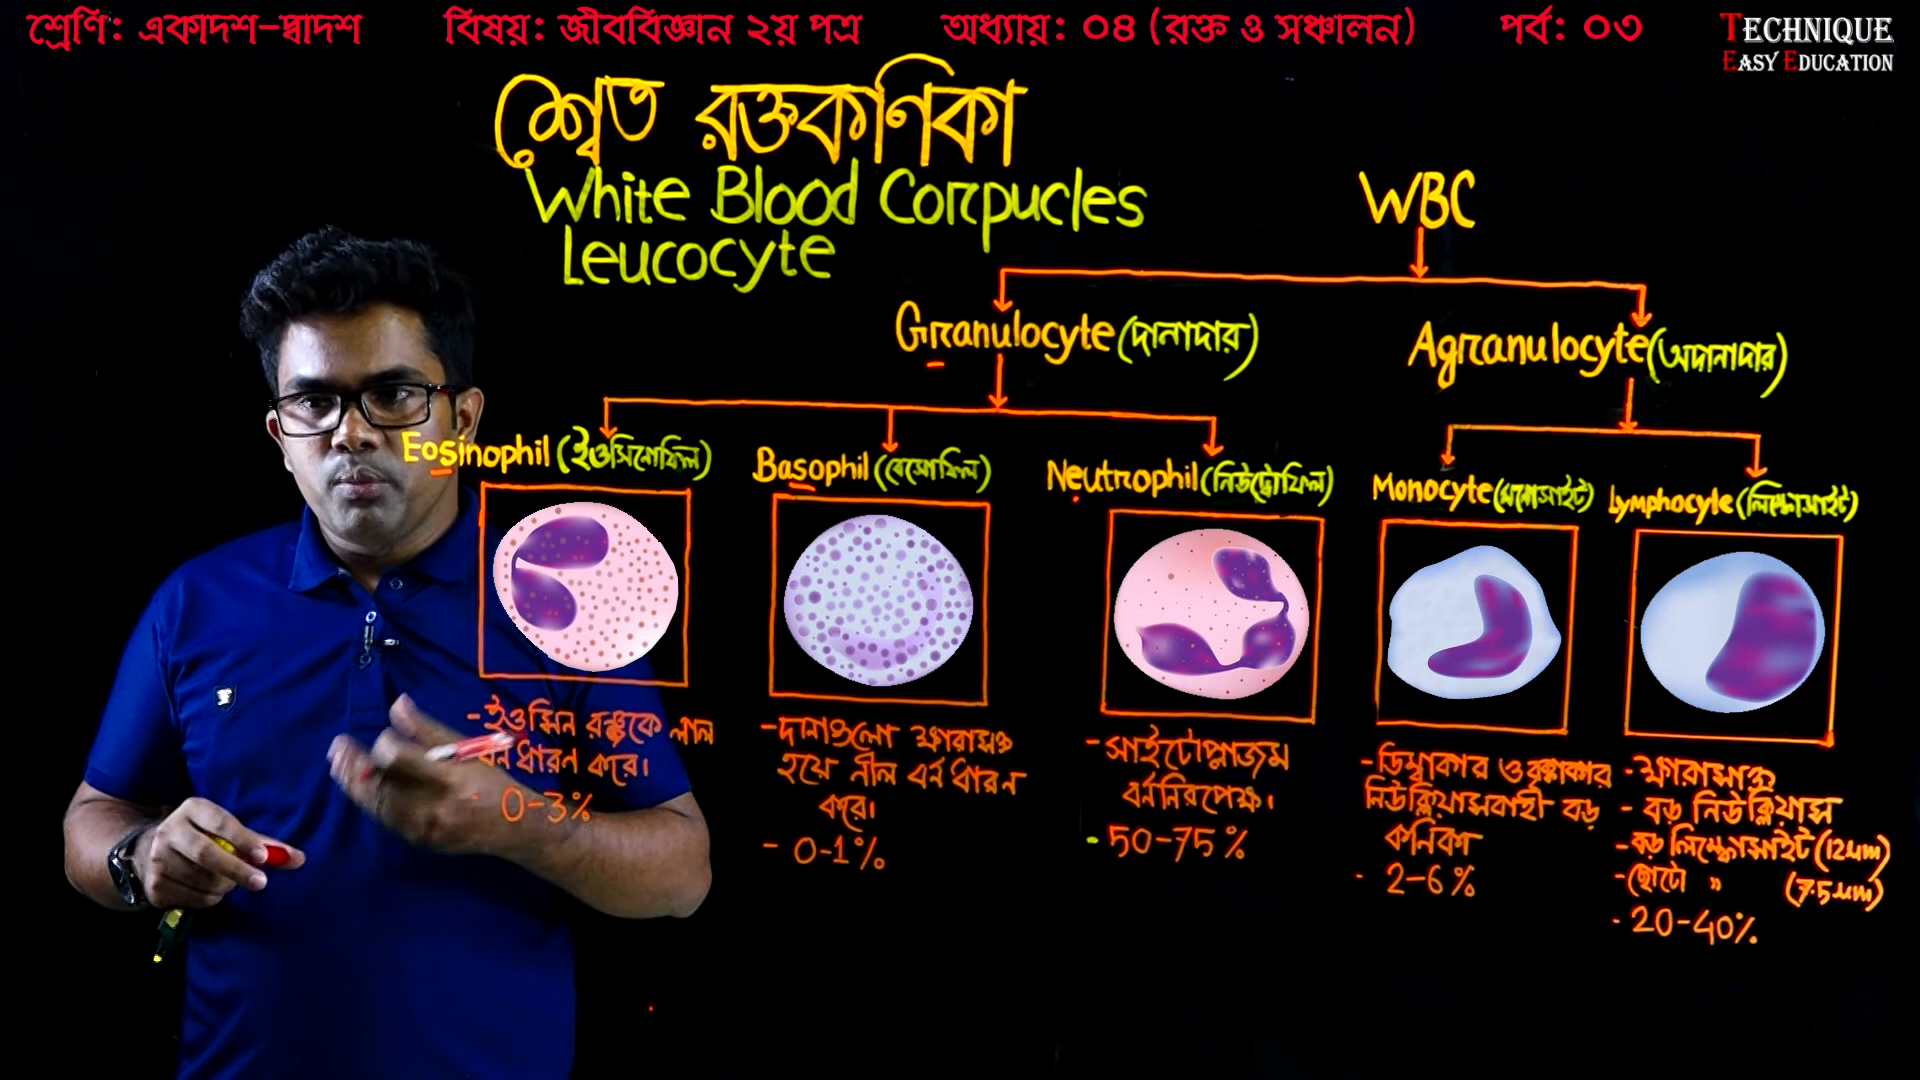 শ্রেণি: একাদশ-দ্বাদশ
বিষয়: জীববিজ্ঞান ২য় পত্র
অধ্যায়: ০৪ (রক্ত ও সঞ্চালন)
পর্ব: ০৩
TECHNIQUE
EASY EDUCATION
শ্বেত রক্তকণিকা
White Blood Corpucles
Leucocyte
WBC
Granulocyte (দানাদার)
Agranulocyte (অদানাদার)
Eosinophil (ইওসিনোফিল)
Basophil (বেসোফিল)
Neutrophil (নিউট্রোফিল)
Monocyte (মনোসাইট)
Lymphocyte (লিম্ফোসাইট)
- ইওসিন রঞ্জকে লাল
বর্ন ধারন করে।
- 0-3%
- দানাগুলো ক্ষারাসক্ত
হয়ে নীল বর্ন ধারন
করে।
- 0-1%
- সাইটোপ্লাজম
বর্ননিরপেক্ষ।
- 50-75%
- ডিম্বাকার ও বৃক্কাকার
নিউক্লিয়াসবাহী বড়
কনিকা
- 2-6%
- ক্ষারাসক্ত
- বড় নিউক্লিয়াস
- বড় লিম্ফোসাইট (12µm)
- ছোটো " (7.5µm)
- 20-40%